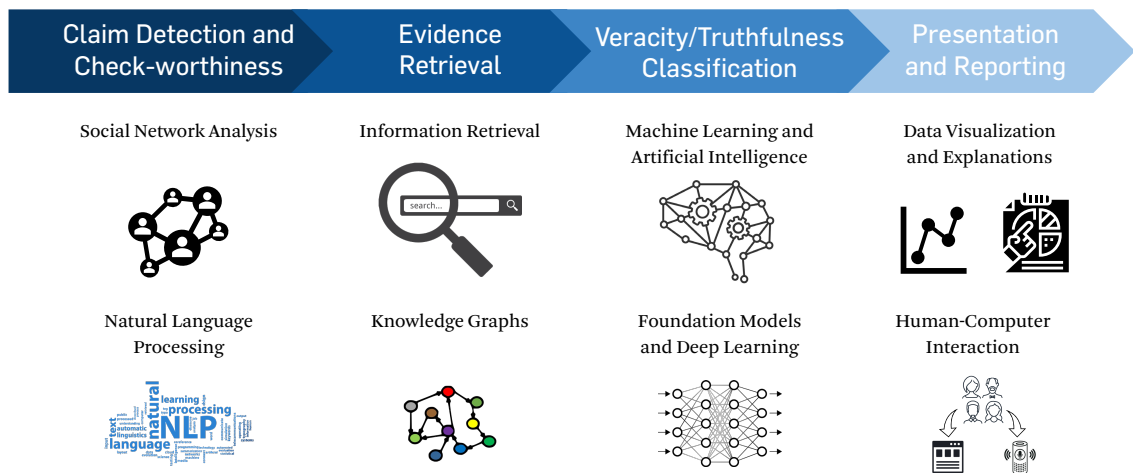 Claim Detection and
Check-worthiness
Evidence
Retrieval
Veracity/Truthfulness
Classification
Presentation
and Reporting
Social Network Analysis
Information Retrieval
search...
Machine Learning and
Artificial Intelligence
Data Visualization
and Explanations
Natural Language
Processing
natural
learning
processing
text
automatic
linguistics
NLP
language
Knowledge Graphs
Foundation Models
and Deep Learning
Human-Computer
Interaction